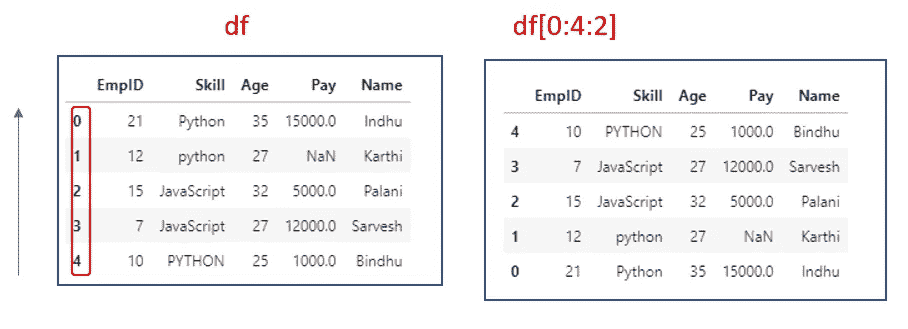 df
EmpID Skill Age Pay Name
0 21 Python 35 15000.0 Indhu
1 12 python 27 NaN Karthi
2 15 JavaScript 32 5000.0 Palani
3 7 JavaScript 27 12000.0 Sarvesh
4 10 PYTHON 25 1000.0 Bindhu
df[0:4:2]
EmpID Skill Age Pay Name
4 10 PYTHON 25 1000.0 Bindhu
3 7 JavaScript 27 12000.0 Sarvesh
2 15 JavaScript 32 5000.0 Palani
1 12 python 27 NaN Karthi
0 21 Python 35 15000.0 Indhu